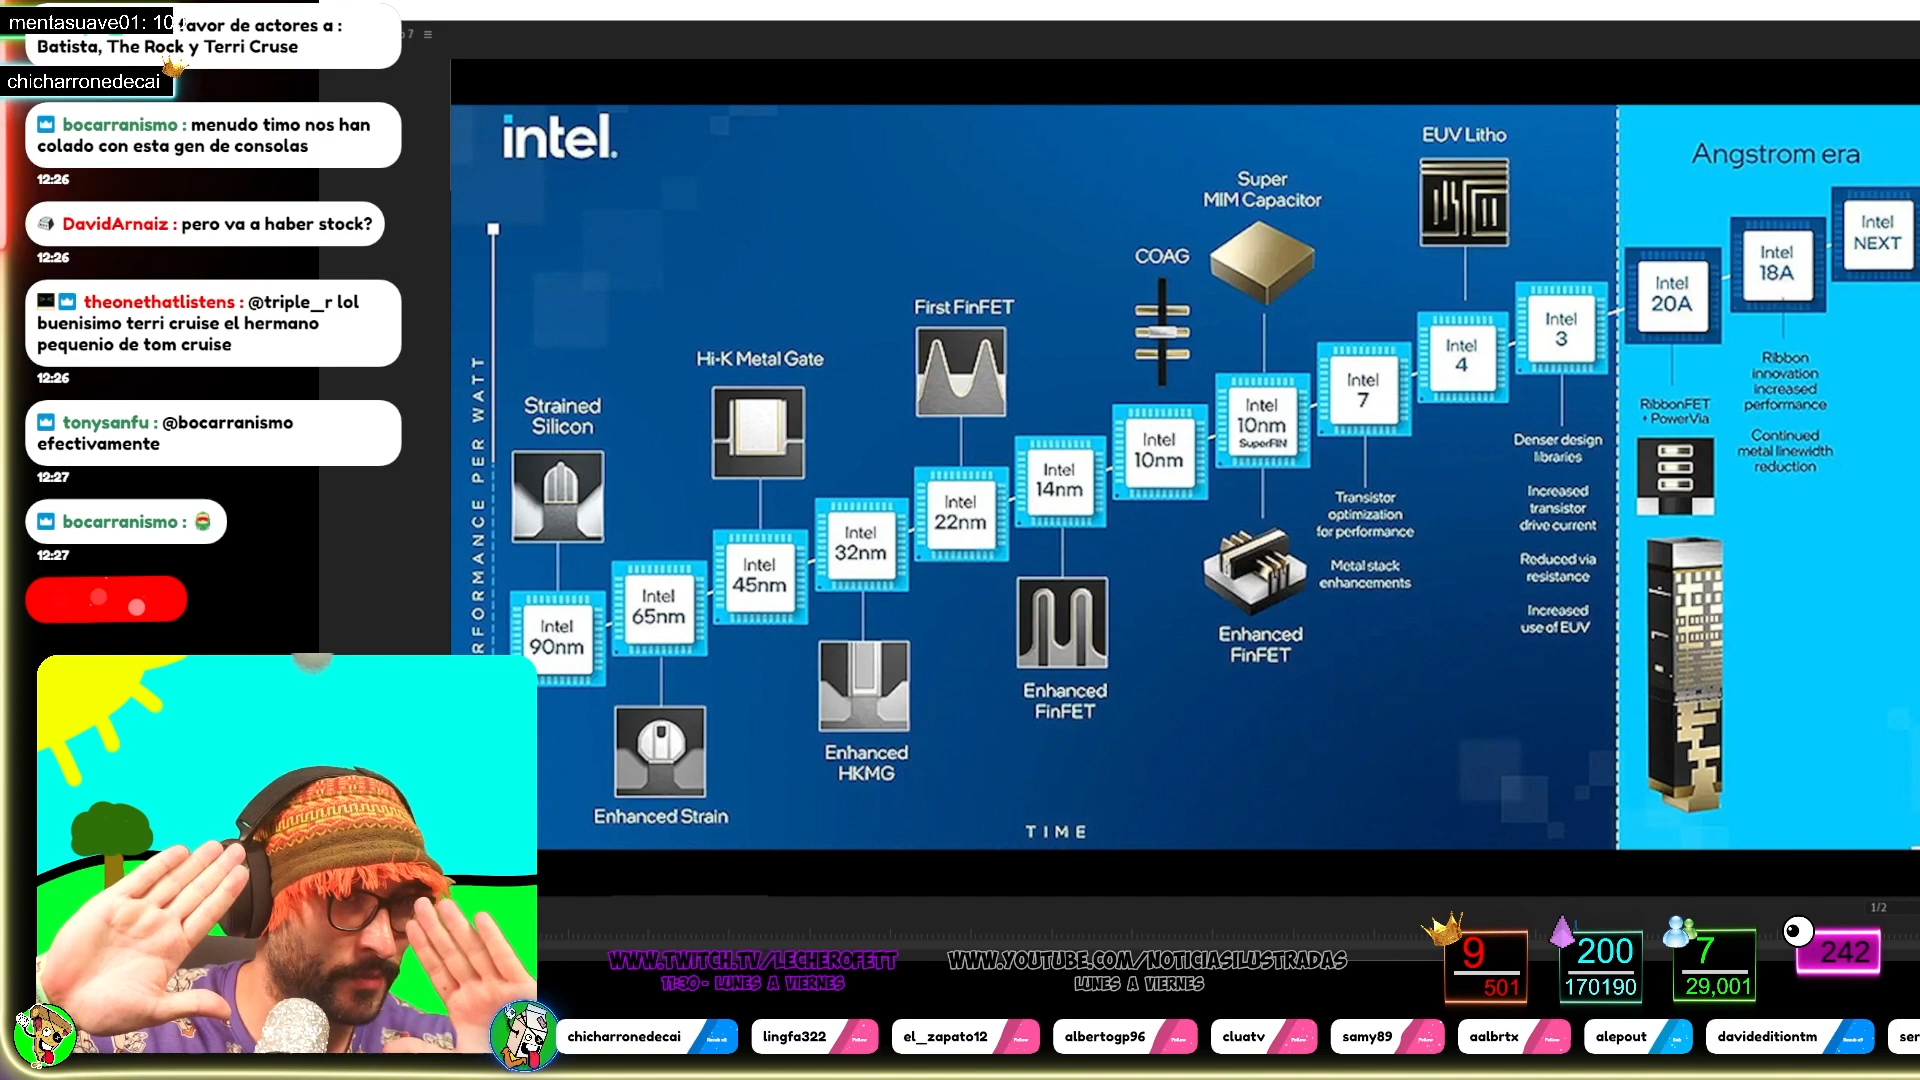 mentasuave01: 10
favor de actores a :
Batista, The Rock y Terri Cruse
chicharronedecai
bocarranismo : menudo timo nos han
colado con esta gen de consolas
12:26
DavidArnaiz : pero va a haber stock?
12:26
theonethatlistens : @triple_r lol
buenisimo terri cruise el hermano
pequenio de tom cruise
12:26
tonysanfu : @bocarranismo
efectivamente
12:27
bocarranismo :
12:27
intel.
RFORMANCE PER WATT
TIME
Strained
Silicon
Intel
90nm
Intel
65nm
Enhanced Strain
Hi-K Metal Gate
Intel
45nm
Intel
32nm
Enhanced
HKMG
First FinFET
Intel
22nm
Intel
14nm
Enhanced
FinFET
COAG
Intel
10nm
Super
MIM Capacitor
Intel
10nm
SuperFIN
Enhanced
FinFET
Intel
7
Transistor
optimization
for performance
Metal stack
enhancements
EUV Litho
Intel
4
Intel
3
Denser design
libraries
Increased
transistor
drive current
Reduced via
resistance
Increased
use of EUV
Angstrom era
Intel
20A
RibbonFET
+ PowerVia
Intel
18A
Ribbon
innovation
increased
performance
Continued
metal linewidth
reduction
Intel
NEXT
1/2
WWW.TWITCH.TV/LECHEROFETT
11:30 - LUNES A VIERNES
WWW.YOUTUBE.COM/NOTICIASILUSTRADAS
LUNES A VIERNES
9
501
200
170190
7
29,001
242
chicharronedecai
lingfa322
el_zapato12
albertogp96
cluatv
samy89
aalbrtx
alepout
davideditiontm
ser